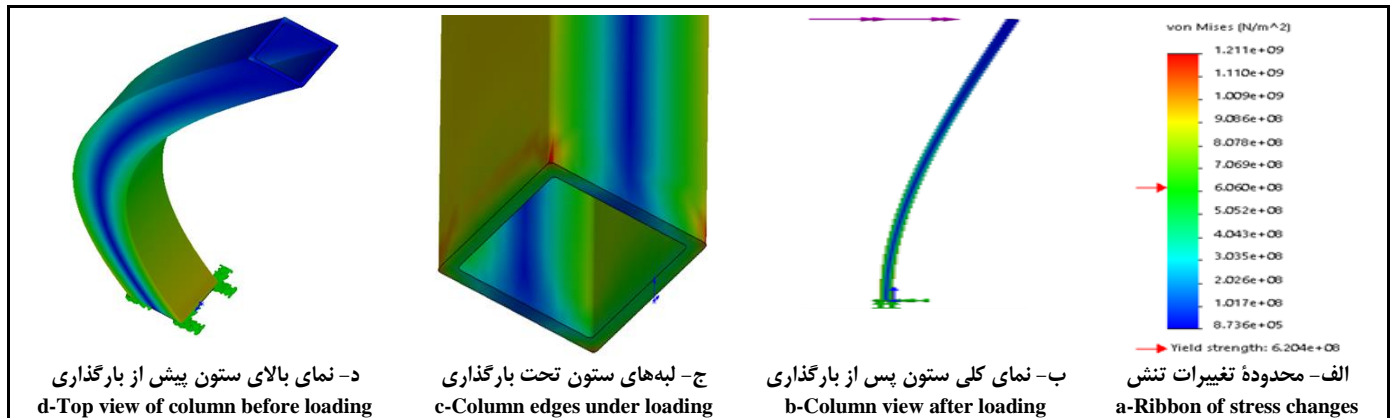 von Mises (N/m^2)
1.211e+09
1.110e+09
1.009e+09
9.086e+08
8.078e+08
7.069e+08
6.060e+08
5.052e+08
4.043e+08
3.035e+08
2.026e+08
1.017e+08
8.736e+05
Yield strength: 6.204e+08
الف- محدودهٔ تغییرات تنش
a-Ribbon of stress changes
ب- نمای کلی ستون پس از بارگذاری
b-Column view after loading
ج- لبه‌های ستون تحت بارگذاری
c-Column edges under loading
د- نمای بالای ستون پیش از بارگذاری
d-Top view of column before loading